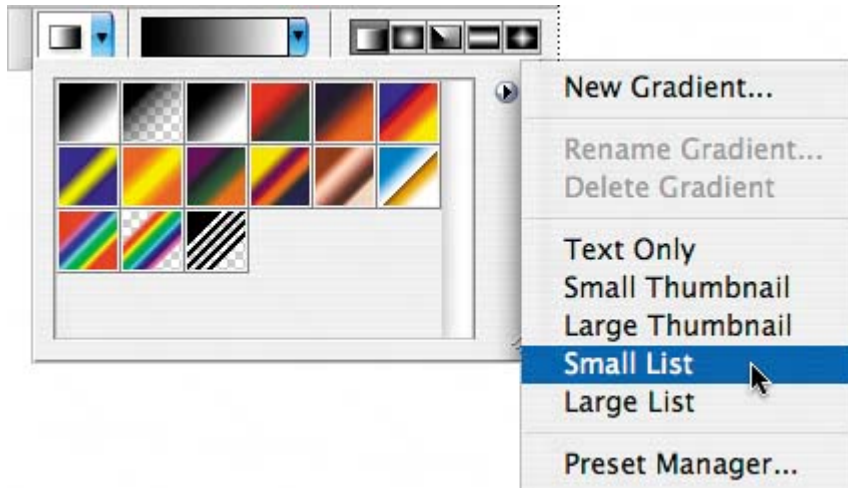 New Gradient...
Rename Gradient...
Delete Gradient
Text Only
Small Thumbnail
Large Thumbnail
Small List
Large List
Preset Manager...